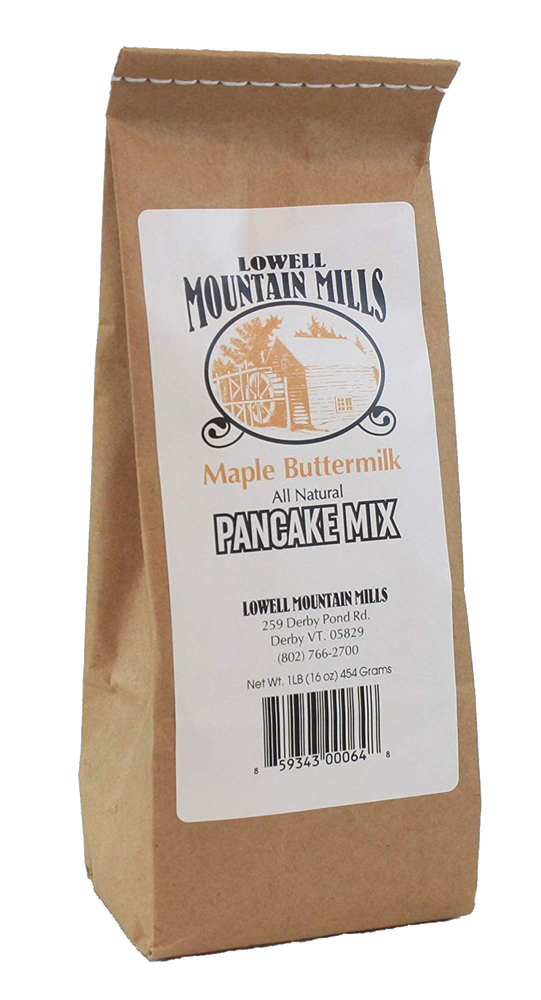 LOWELL
MOUNTAIN MILLS
Maple Buttermilk
All Natural
PANCAKE MIX
LOWELL MOUNTAIN MILLS
259 Derby Pond Rd.
Derby VT. 05829
(802) 766-2700
Net Wt. 1LB (16 oz) 454 Grams
8 59343 00064 8